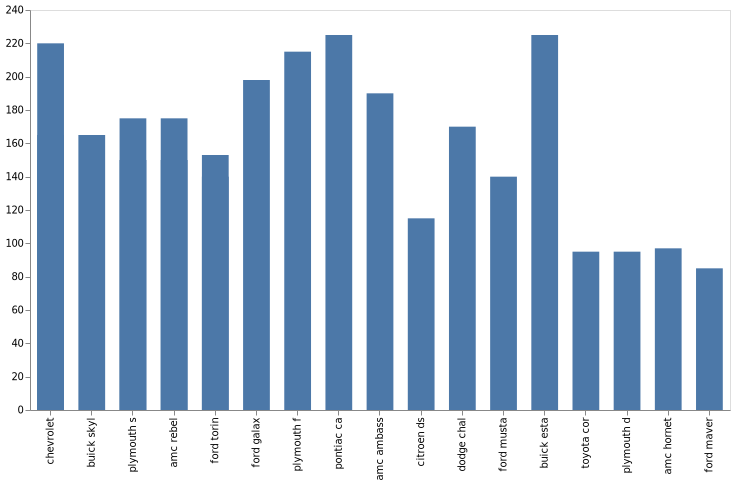 240
220
200
180
160
140
120
100
80
60
40
20
0
chevrolet
buick skyl
plymouth s
amc rebel
ford torin
ford galax
plymouth f
pontiac ca
amc ambass
citroen ds
dodge chal
ford musta
buick esta
toyota cor
plymouth d
amc hornet
ford maver